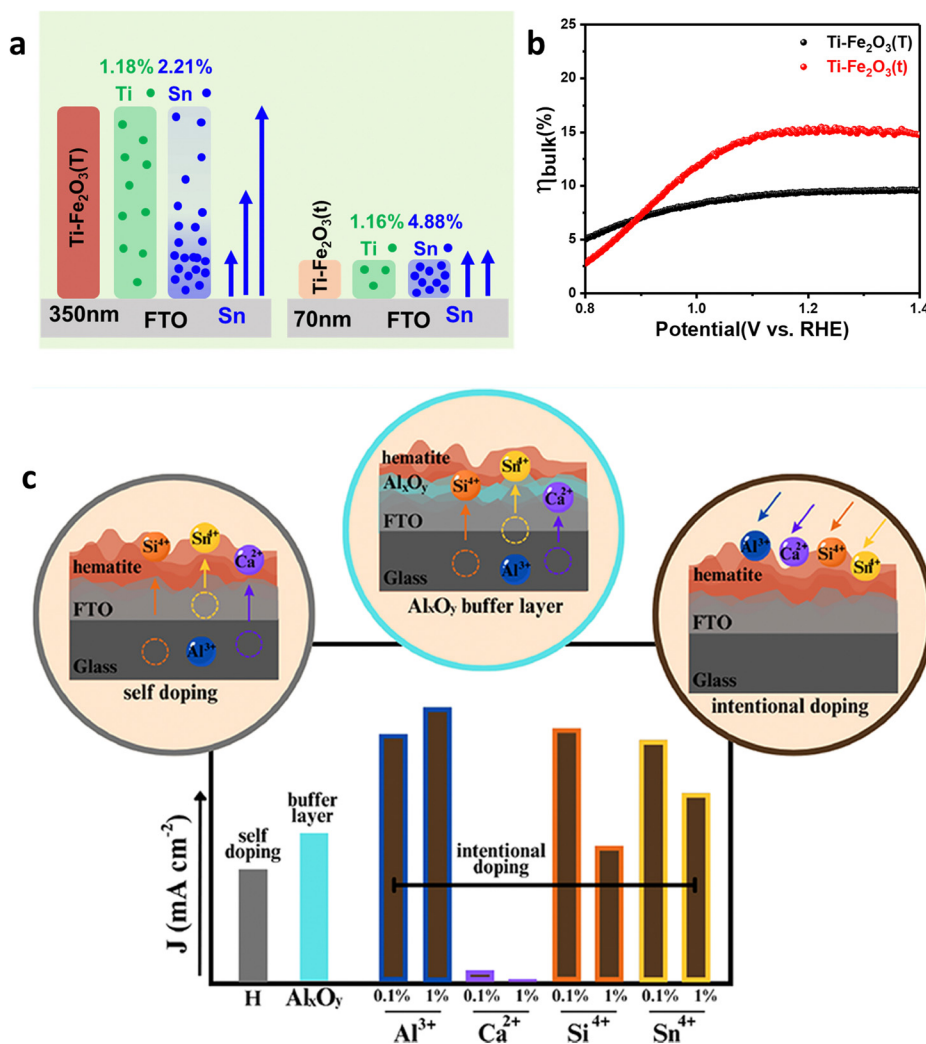 a
1.18% 2.21%
Ti Sn
Ti-Fe₂O₃(T)
350nm FTO Sn
1.16% 4.88%
Ti Sn
Ti-Fe₂O₃(t)
70nm FTO Sn
b
Ti-Fe₂O₃(T)
Ti-Fe₂O₃(t)
ηbulk(%)
25
20
15
10
5
0
0.8 1.0 1.2 1.4
Potential(V vs. RHE)
c
Si⁴⁺ Sn⁴⁺ Ca²⁺
hematite
FTO
Al³⁺
Glass
self doping
hematite Sn⁴⁺
AlₓOᵧ Si⁴⁺ Ca²⁺
FTO
Glass Al³⁺
AlₓOᵧ buffer layer
Al³⁺ Ca²⁺ Si⁴⁺ Sn⁴⁺
hematite
FTO
Glass
intentional doping
J (mA cm⁻²)
self
doping
buffer
layer
intentional
doping
H AlₓOᵧ
0.1% 1% 0.1% 1% 0.1% 1% 0.1% 1%
Al³⁺ Ca²⁺ Si⁴⁺ Sn⁴⁺